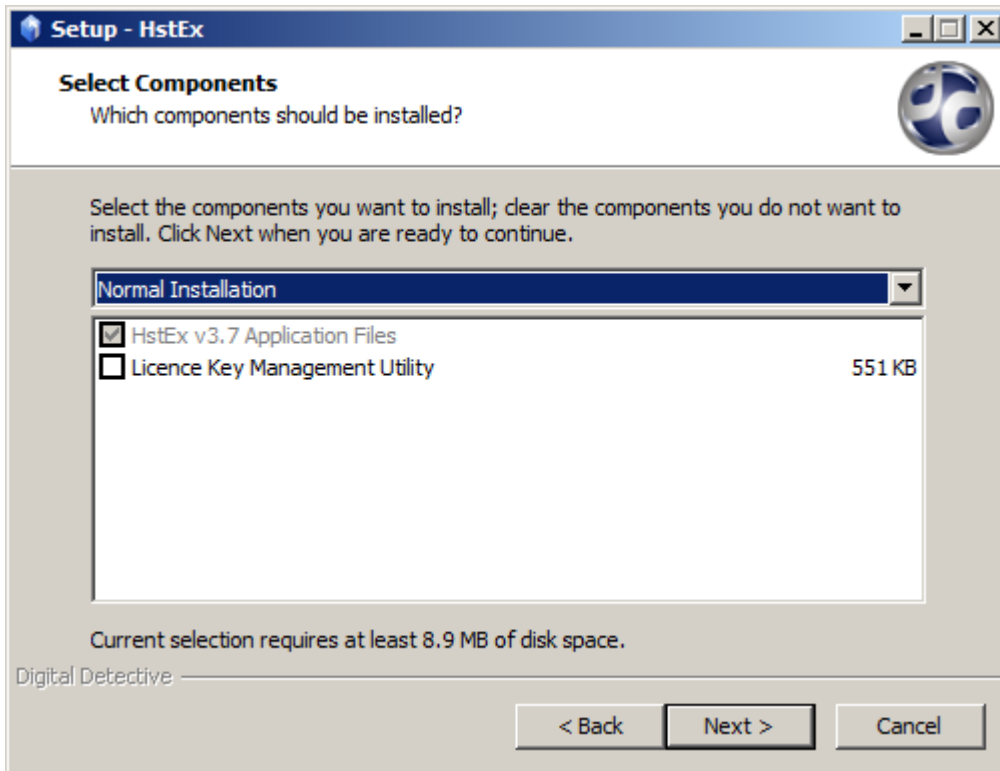 Setup - HstEx
Select Components
Which components should be installed?
Select the components you want to install; clear the components you do not want to
install. Click Next when you are ready to continue.
Normal Installation
HstEx v3.7 Application Files
Licence Key Management Utility 551 KB
Current selection requires at least 8.9 MB of disk space.
Digital Detective
< Back Next > Cancel